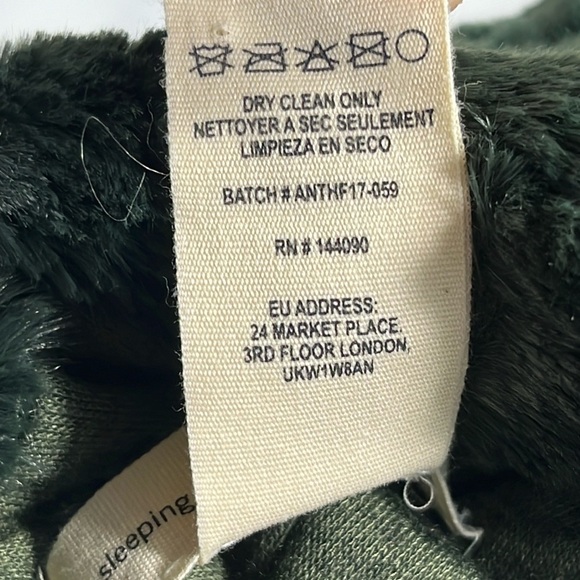 DRY CLEAN ONLY
NETTOYER A SEC SEULEMENT
LIMPIEZA EN SECO
BATCH # ANTHF17-059
RN # 144090
EU ADDRESS:
24 MARKET PLACE,
3RD FLOOR LONDON,
UKW1W8AN
sleeping